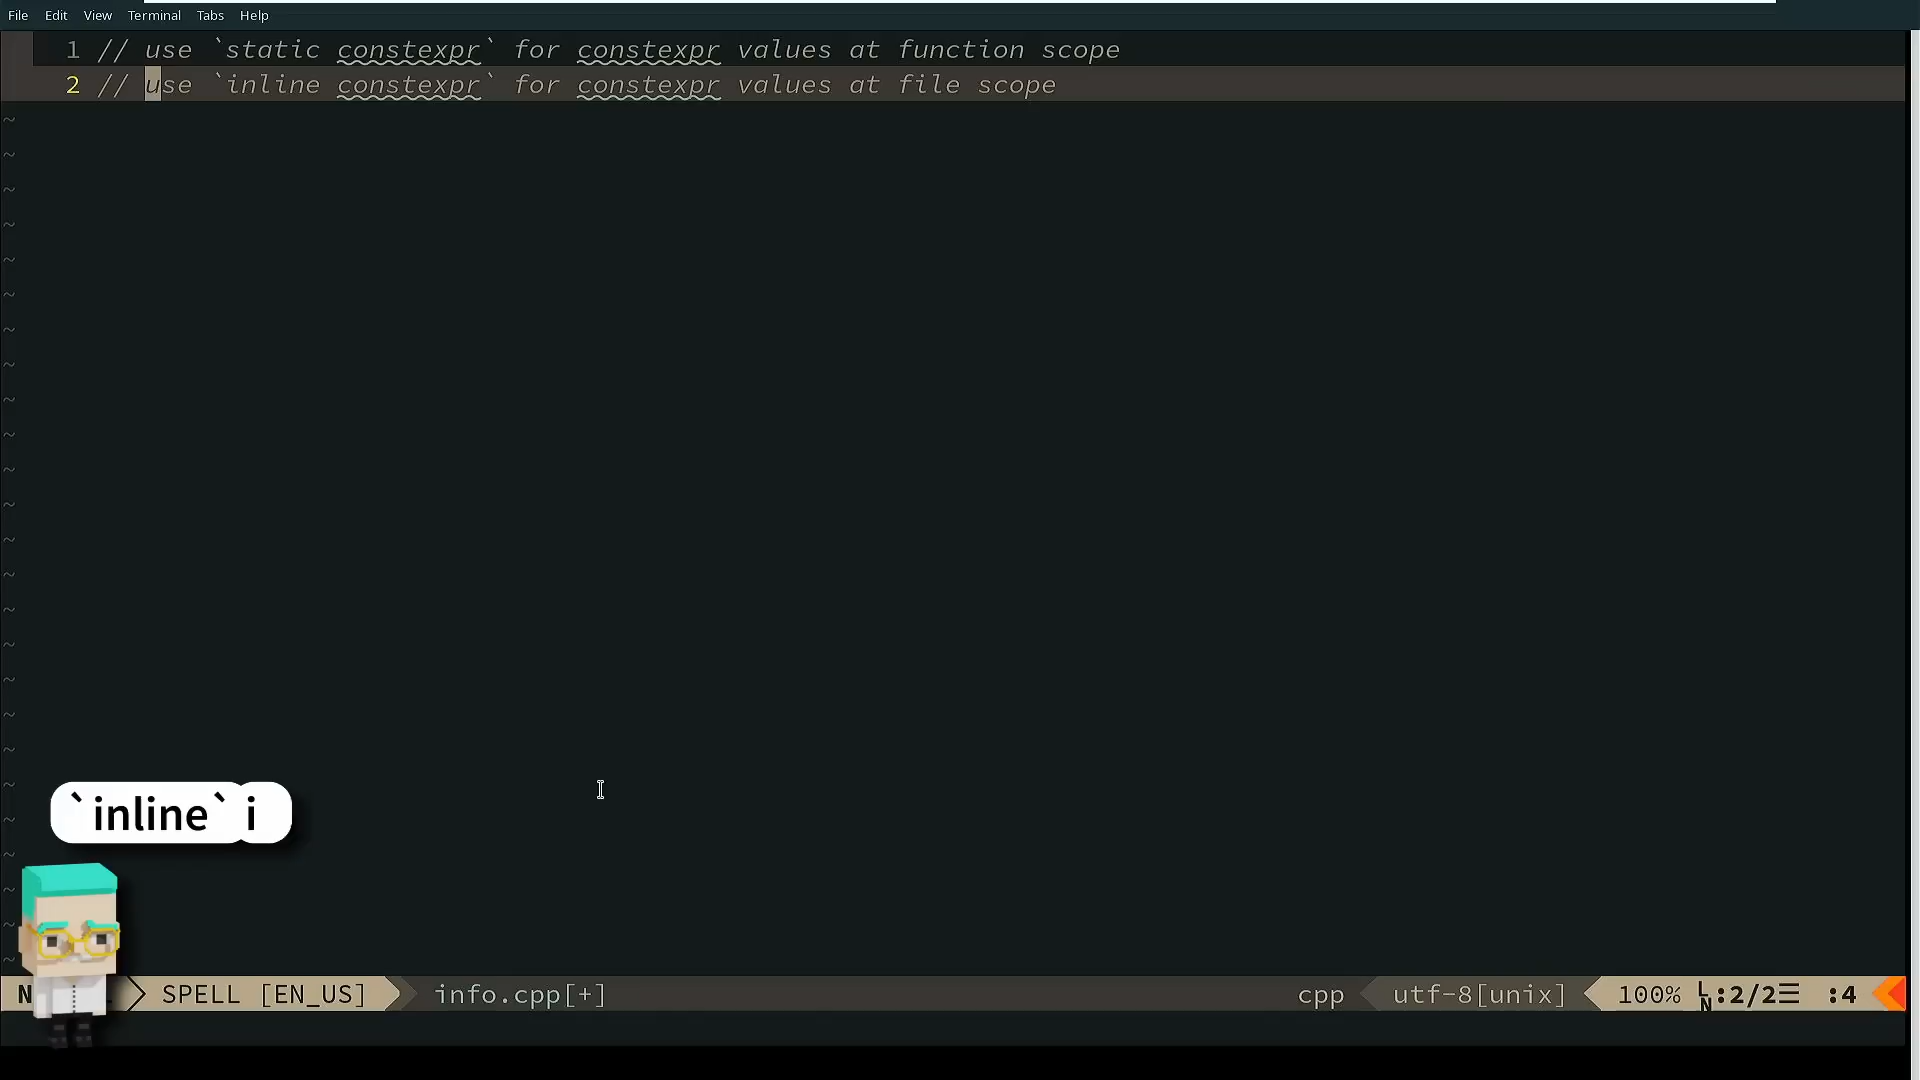 File Edit View Terminal Tabs Help
1 // use `static constexpr` for constexpr values at function scope
2 // use `inline constexpr` for constexpr values at file scope
`inline` i
N SPELL [EN_US] info.cpp[+] cpp utf-8[unix] 100% LN:2/2☰ :4